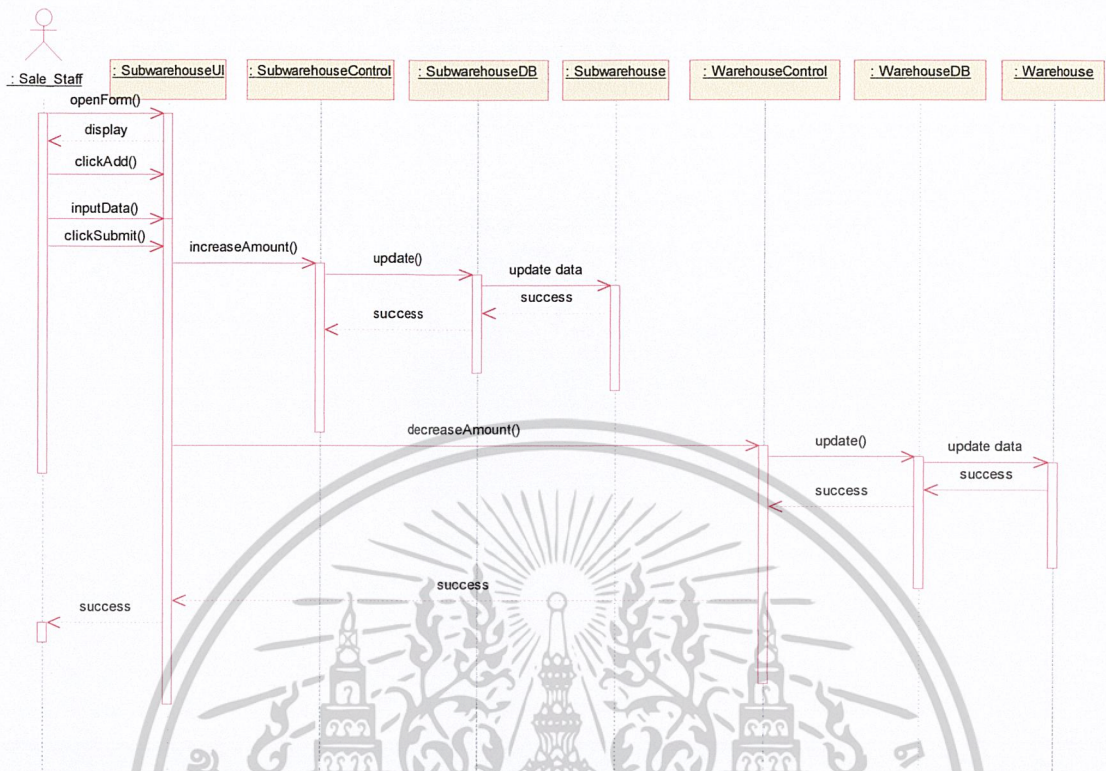 : Sale_Staff
: SubwarehouseUI
: SubwarehouseControl
: SubwarehouseDB
: Subwarehouse
: WarehouseControl
: WarehouseDB
: Warehouse
openForm()
display
clickAdd()
inputData()
clickSubmit()
increaseAmount()
update()
update data
success
success
decreaseAmount()
update()
update data
success
success
success
success